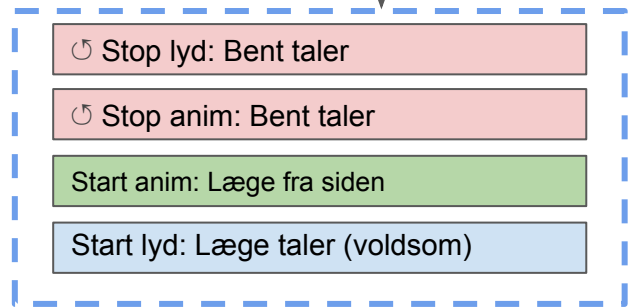 ↺ Stop lyd: Bent taler
↺ Stop anim: Bent taler
Start anim: Læge fra siden
Start lyd: Læge taler (voldsom)